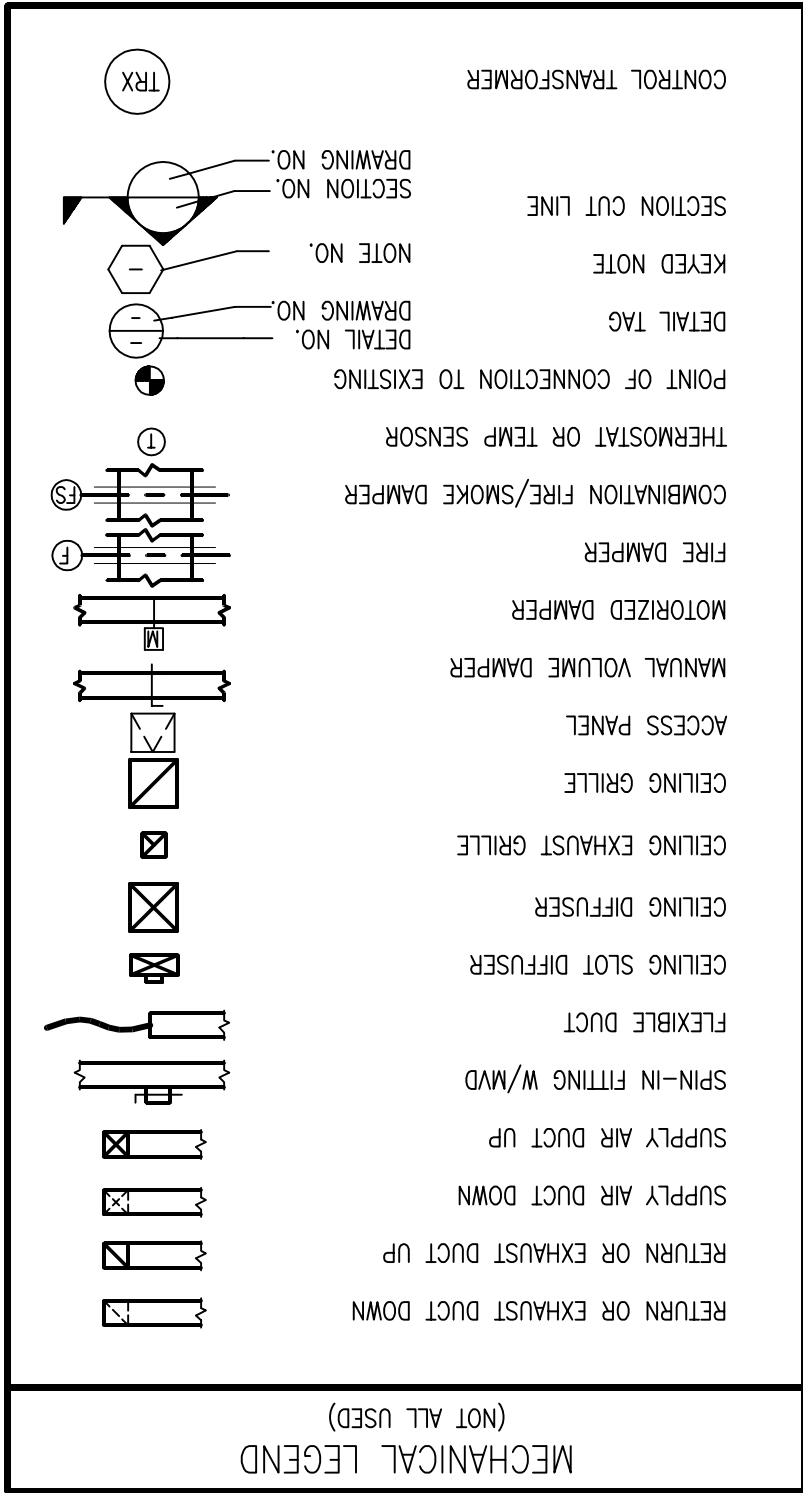 MECHANICAL LEGEND
(NOT ALL USED)
RETURN OR EXHAUST DUCT DOWN
RETURN OR EXHAUST DUCT UP
SUPPLY AIR DUCT DOWN
SUPPLY AIR DUCT UP
SPIN-IN FITTING W/MVD
FLEXIBLE DUCT
CEILING SLOT DIFFUSER
CEILING DIFFUSER
CEILING EXHAUST GRILLE
CEILING GRILLE
ACCESS PANEL
MANUAL VOLUME DAMPER
MOTORIZED DAMPER M
FIRE DAMPER F
COMBINATION FIRE/SMOKE DAMPER FS
THERMOSTAT OR TEMP SENSOR T
POINT OF CONNECTION TO EXISTING
DETAIL TAG DETAIL NO. -
DRAWING NO. -
KEYED NOTE NOTE NO. -
SECTION CUT LINE SECTION NO.
DRAWING NO.
CONTROL TRANSFORMER TRX